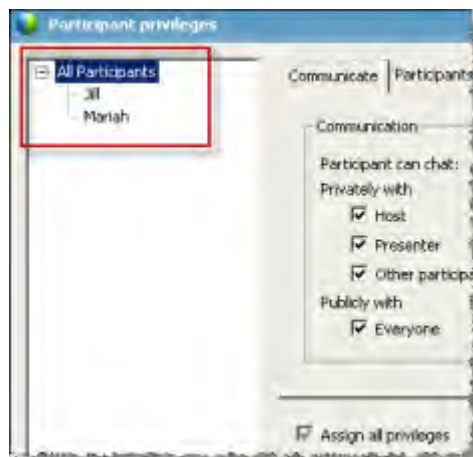 Participant privileges
All Participants
Jill
Mariah
Communicate
Participants
Communication
Participant can chat:
Privately with
Host
Presenter
Other
Publicly with
Everyone
Assign all privileges